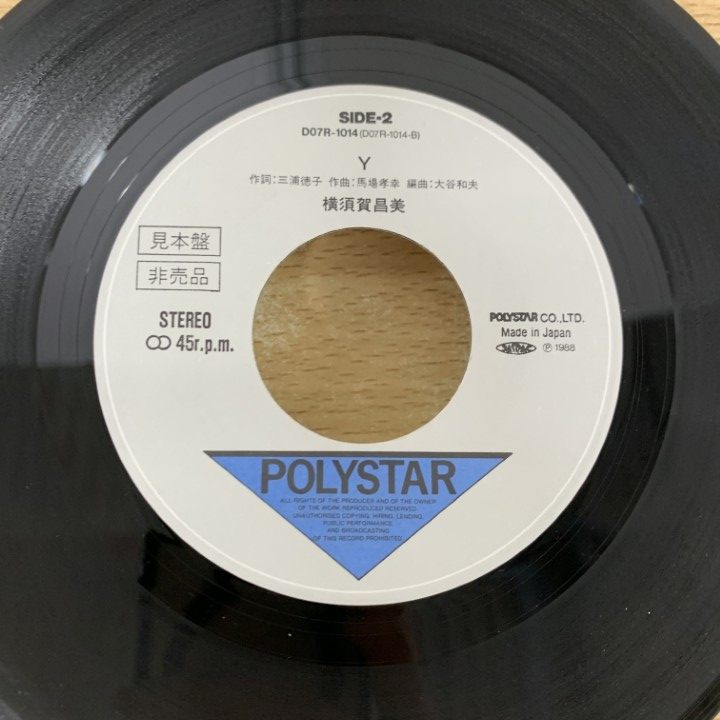 SIDE-2
D07R-1014 (D07R-1014-B)
Y
作詞:三浦徳子 作曲:馬場孝幸 編曲:大谷和夫
横須賀昌美
見本盤
非売品
STEREO
45r.p.m.
POLYSTAR CO.,LTD.
Made in Japan
Ⓟ 1988
POLYSTAR
ALL RIGHTS OF THE PRODUCER AND OF THE OWNER
OF THE WORK REPRODUCED RESERVED.
UNAUTHORISED COPYING, HIRING, LENDING,
PUBLIC PERFORMANCE
AND BROADCASTING
OF THIS RECORD PROHIBITED.